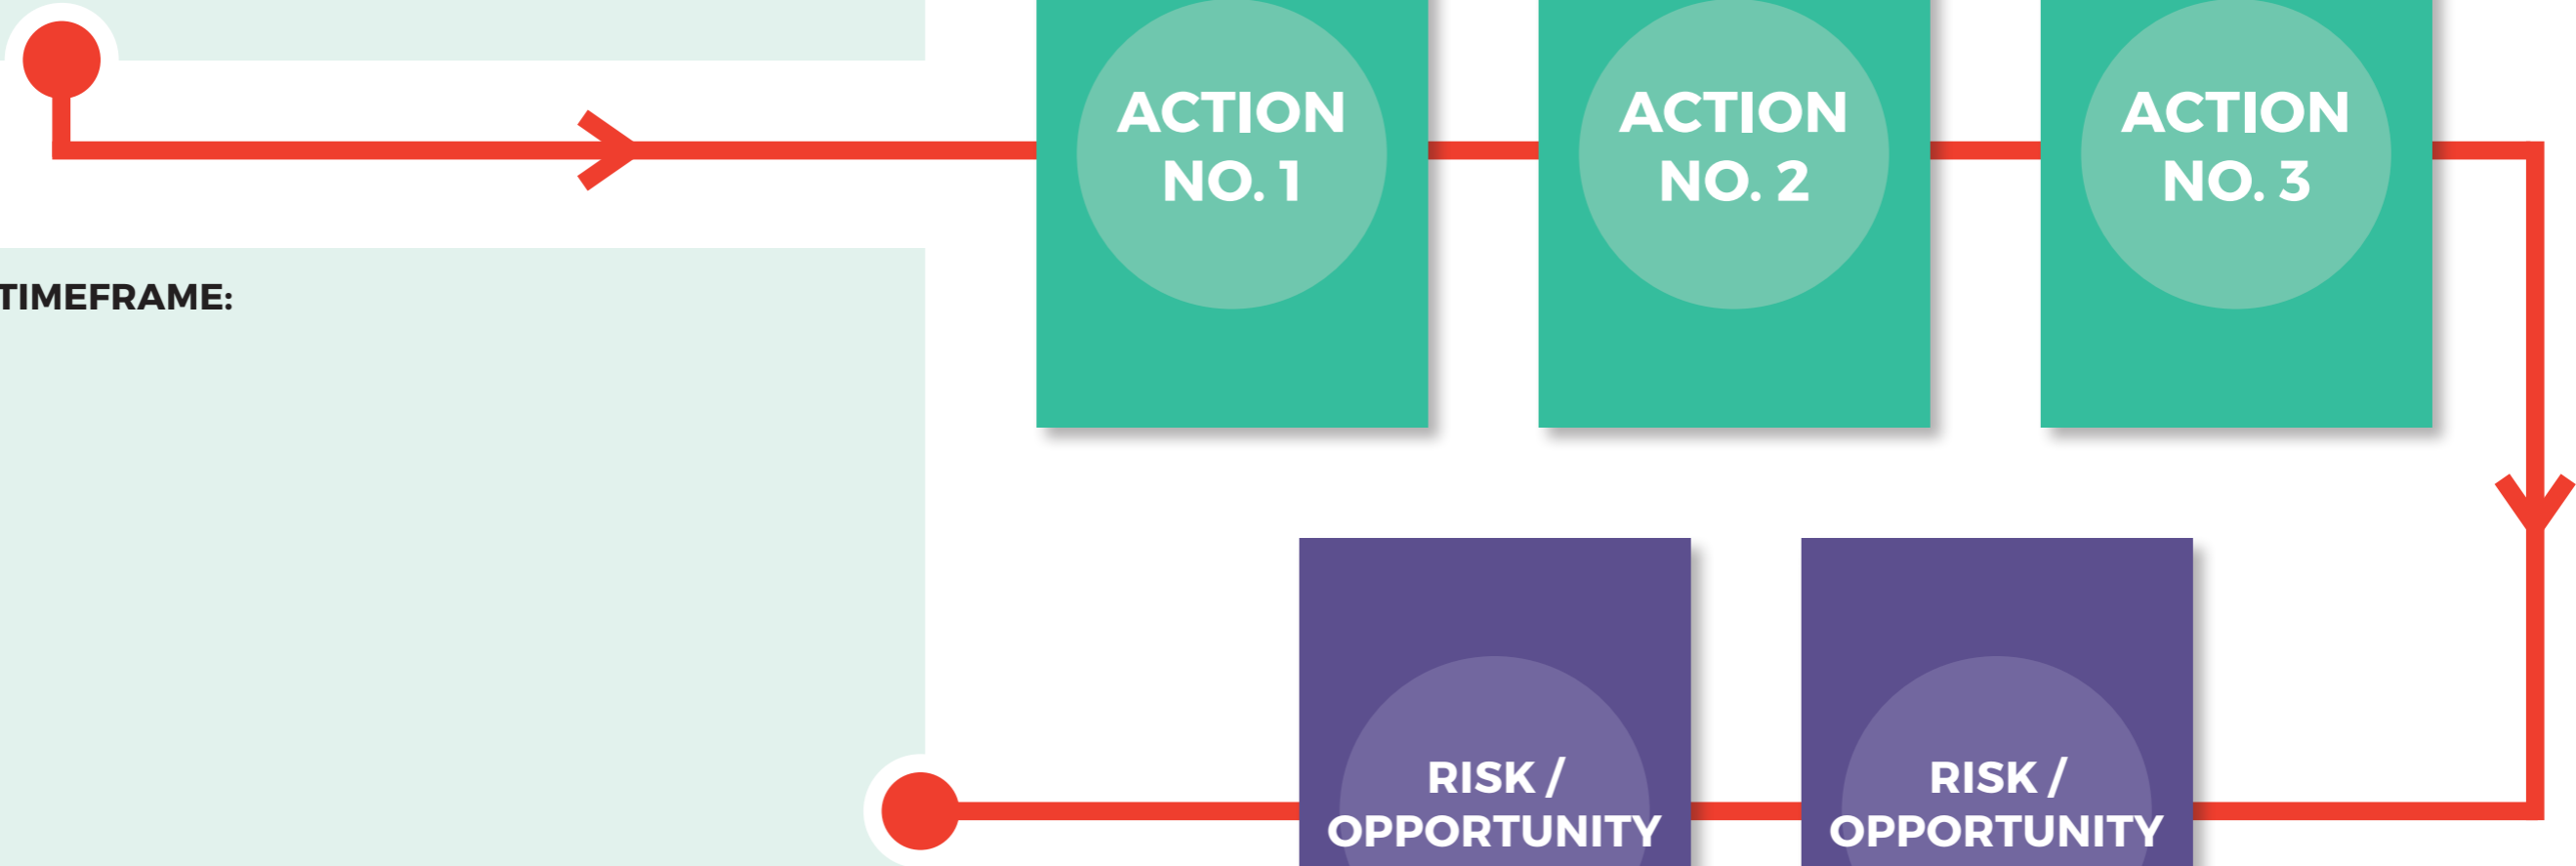 ACTION
NO. 1
ACTION
NO. 2
ACTION
NO. 3
TIMEFRAME:
RISK /
OPPORTUNITY
RISK /
OPPORTUNITY